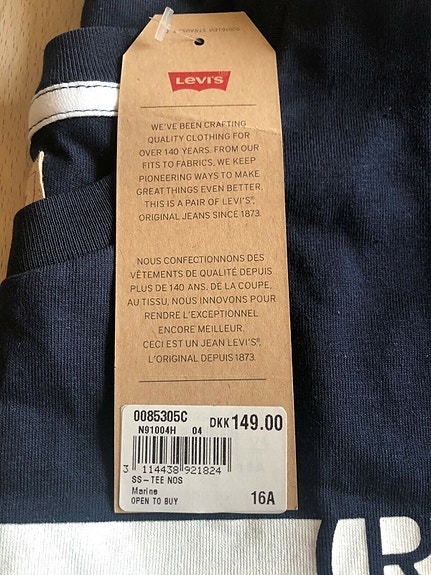 LEVI'S
WE'VE BEEN CRAFTING
QUALITY CLOTHING FOR
OVER 140 YEARS. FROM OUR
FITS TO FABRICS, WE KEEP
PIONEERING WAYS TO MAKE
GREAT THINGS EVEN BETTER.
THIS IS A PAIR OF LEVI'S®,
ORIGINAL JEANS SINCE 1873.
NOUS CONFECTIONNONS DES
VÊTEMENTS DE QUALITÉ DEPUIS
PLUS DE 140 ANS. DE LA COUPE,
AU TISSU, NOUS INNOVONS POUR
RENDRE L'EXCEPTIONNEL
ENCORE MEILLEUR.
CECI EST UN JEAN LEVI'S®,
L'ORIGINAL DEPUIS 1873.
0085305C DKK 149.00
N91004H 04
3 114438 921824
SS-TEE NOS
Marine
OPEN TO BUY 16A
R